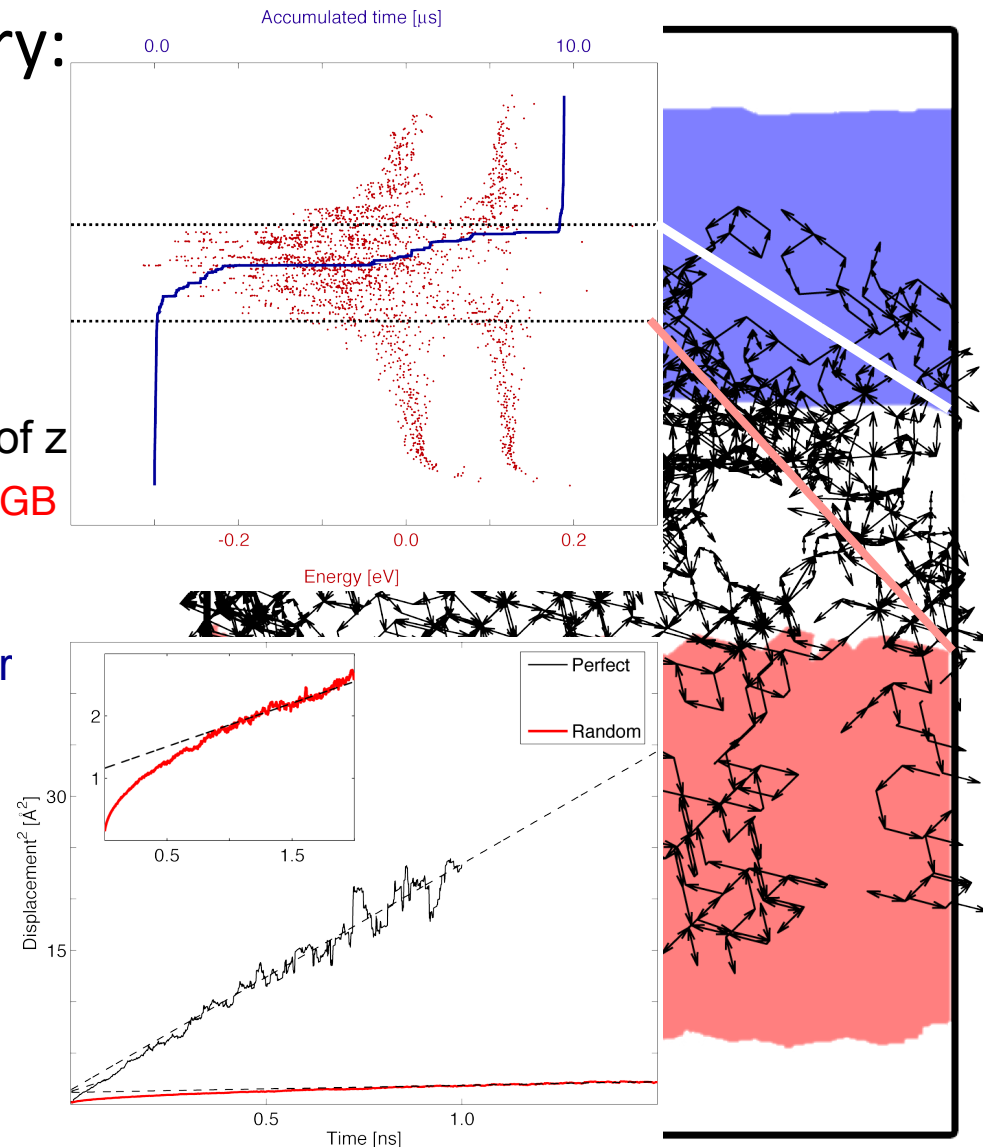 ry:
Accumulated time [μs]
0.0 10.0
of z
GB
-0.2 0.0 0.2
Energy [eV]
r
Perfect
Random
2
1
0.5 1.5
30
15
Displacement² [Å²]
0.5 1.0
Time [ns]